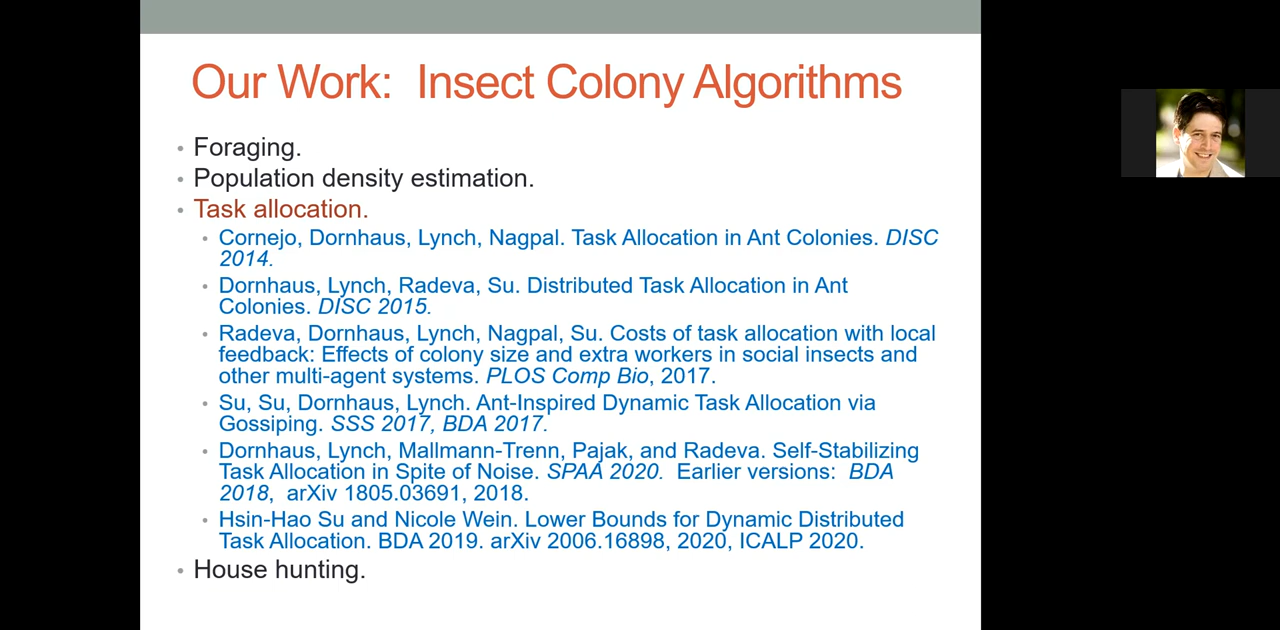 Our Work: Insect Colony Algorithms
• Foraging.
• Population density estimation.
• Task allocation.
• Cornejo, Dornhaus, Lynch, Nagpal. Task Allocation in Ant Colonies. DISC
2014.
• Dornhaus, Lynch, Radeva, Su. Distributed Task Allocation in Ant
Colonies. DISC 2015.
• Radeva, Dornhaus, Lynch, Nagpal, Su. Costs of task allocation with local
feedback: Effects of colony size and extra workers in social insects and
other multi-agent systems. PLOS Comp Bio, 2017.
• Su, Su, Dornhaus, Lynch. Ant-Inspired Dynamic Task Allocation via
Gossiping. SSS 2017, BDA 2017.
• Dornhaus, Lynch, Mallmann-Trenn, Pajak, and Radeva. Self-Stabilizing
Task Allocation in Spite of Noise. SPAA 2020. Earlier versions: BDA
2018, arXiv 1805.03691, 2018.
• Hsin-Hao Su and Nicole Wein. Lower Bounds for Dynamic Distributed
Task Allocation. BDA 2019. arXiv 2006.16898, 2020, ICALP 2020.
• House hunting.